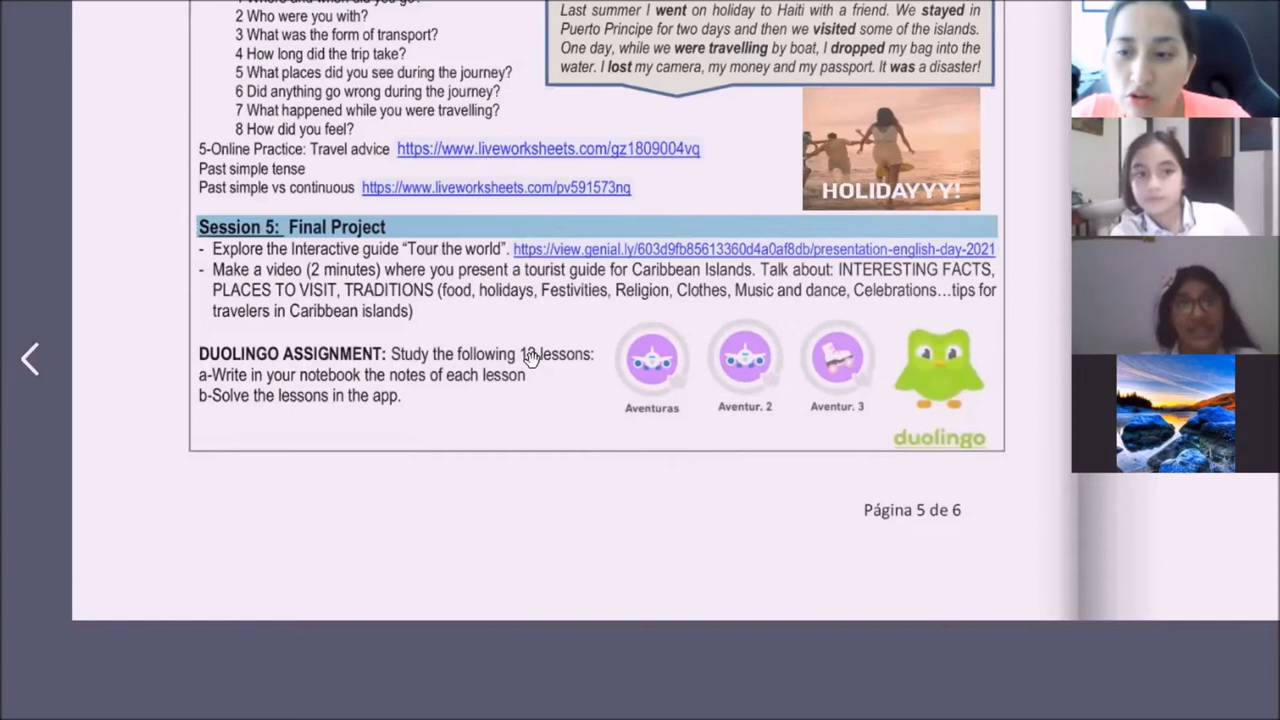 2 Who were you with?
3 What was the form of transport?
4 How long did the trip take?
5 What places did you see during the journey?
6 Did anything go wrong during the journey?
7 What happened while you were travelling?
8 How did you feel?
Last summer I went on holiday to Haiti with a friend. We stayed in
Puerto Principe for two days and then we visited some of the islands.
One day, while we were travelling by boat, I dropped my bag into the
water. I lost my camera, my money and my passport. It was a disaster!
HOLIDAYYY!
5-Online Practice: Travel advice https://www.liveworksheets.com/gz1809004vq
Past simple tense
Past simple vs continuous https://www.liveworksheets.com/pv591573nq
Session 5: Final Project
- Explore the Interactive guide “Tour the world”. https://view.genial.ly/603d9fb85613360d4a0af8db/presentation-english-day-2021
- Make a video (2 minutes) where you present a tourist guide for Caribbean Islands. Talk about: INTERESTING FACTS,
PLACES TO VISIT, TRADITIONS (food, holidays, Festivities, Religion, Clothes, Music and dance, Celebrations…tips for
travelers in Caribbean islands)
DUOLINGO ASSIGNMENT: Study the following lessons:
a-Write in your notebook the notes of each lesson
b-Solve the lessons in the app.
Aventuras
Aventur. 2
Aventur. 3
duolingo
Página 5 de 6